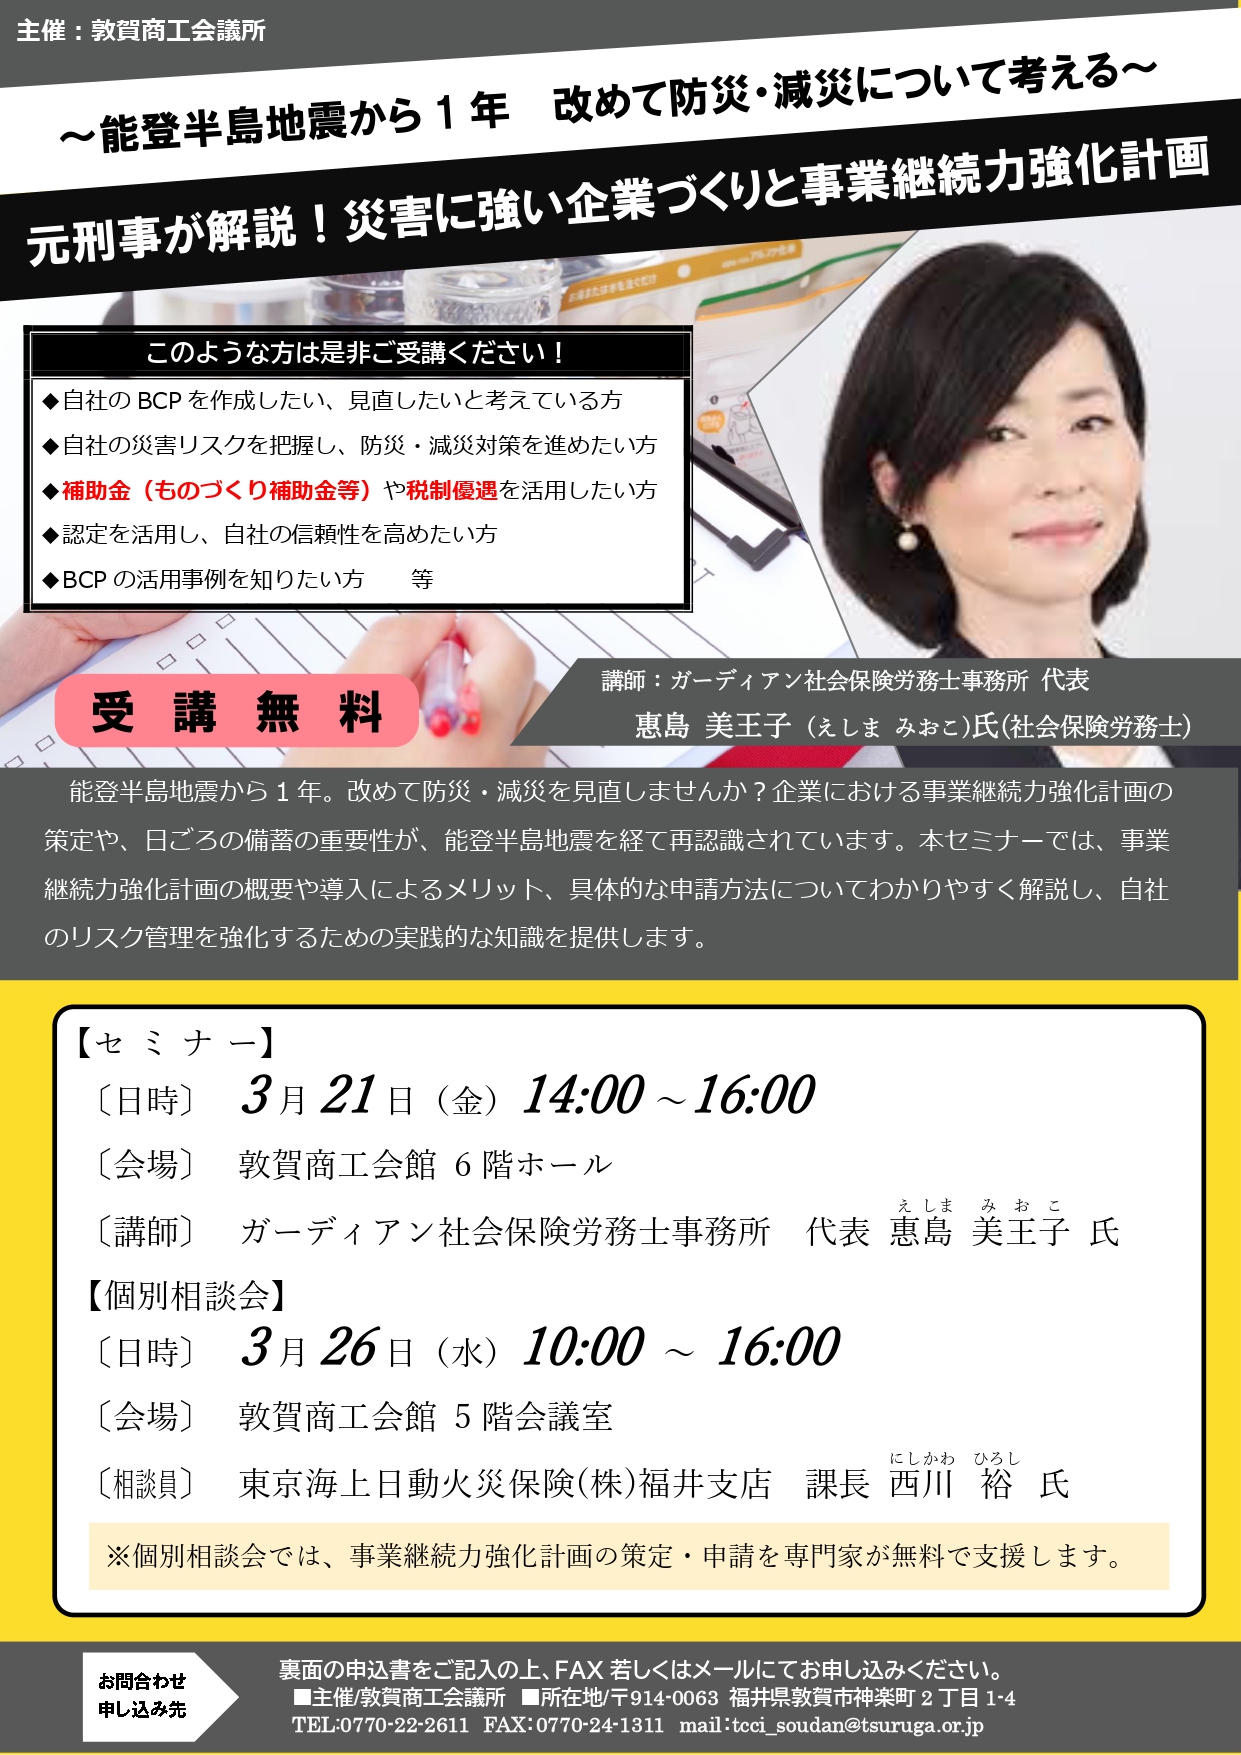 主催：敦賀商工会議所
～能登半島地震から１年　改めて防災・減災について考える～
元刑事が解説！災害に強い企業づくりと事業継続力強化計画
お湯または水を注ぐだけ
アルファ化米
このような方は是非ご受講ください！
◆自社の BCP を作成したい、見直したいと考えている方
◆自社の災害リスクを把握し、防災・減災対策を進めたい方
◆補助金（ものづくり補助金等）や税制優遇を活用したい方
◆認定を活用し、自社の信頼性を高めたい方
◆BCP の活用事例を知りたい方　　等
受 講 無 料
講師：ガーディアン社会保険労務士事務所 代表
惠島 美王子（えしま みおこ）氏(社会保険労務士)
能登半島地震から 1 年。改めて防災・減災を見直しませんか？企業における事業継続力強化計画の
策定や、日ごろの備蓄の重要性が、能登半島地震を経て再認識されています。本セミナーでは、事業
継続力強化計画の概要や導入によるメリット、具体的な申請方法についてわかりやすく解説し、自社
のリスク管理を強化するための実践的な知識を提供します。
【セ ミ ナ ー】
〔日時〕 3 月 21 日（金）14:00 ～16:00
〔会場〕 敦賀商工会館 6 階ホール
え しま み お こ
〔講師〕 ガーディアン社会保険労務士事務所　代表 惠島 美王子 氏
【個別相談会】
〔日時〕 3 月 26 日（水）10:00 ～ 16:00
〔会場〕 敦賀商工会館 5 階会議室
にしかわ ひろし
〔相談員〕 東京海上日動火災保険(株)福井支店　課長 西川 裕 氏
※個別相談会では、事業継続力強化計画の策定・申請を専門家が無料で支援します。
お問合わせ
申し込み先
裏面の申込書をご記入の上、FAX 若しくはメールにてお申し込みください。
■主催/敦賀商工会議所 ■所在地/〒914-0063 福井県敦賀市神楽町 2 丁目 1-4
TEL:0770-22-2611 FAX：0770-24-1311 mail：tcci_soudan@tsuruga.or.jp